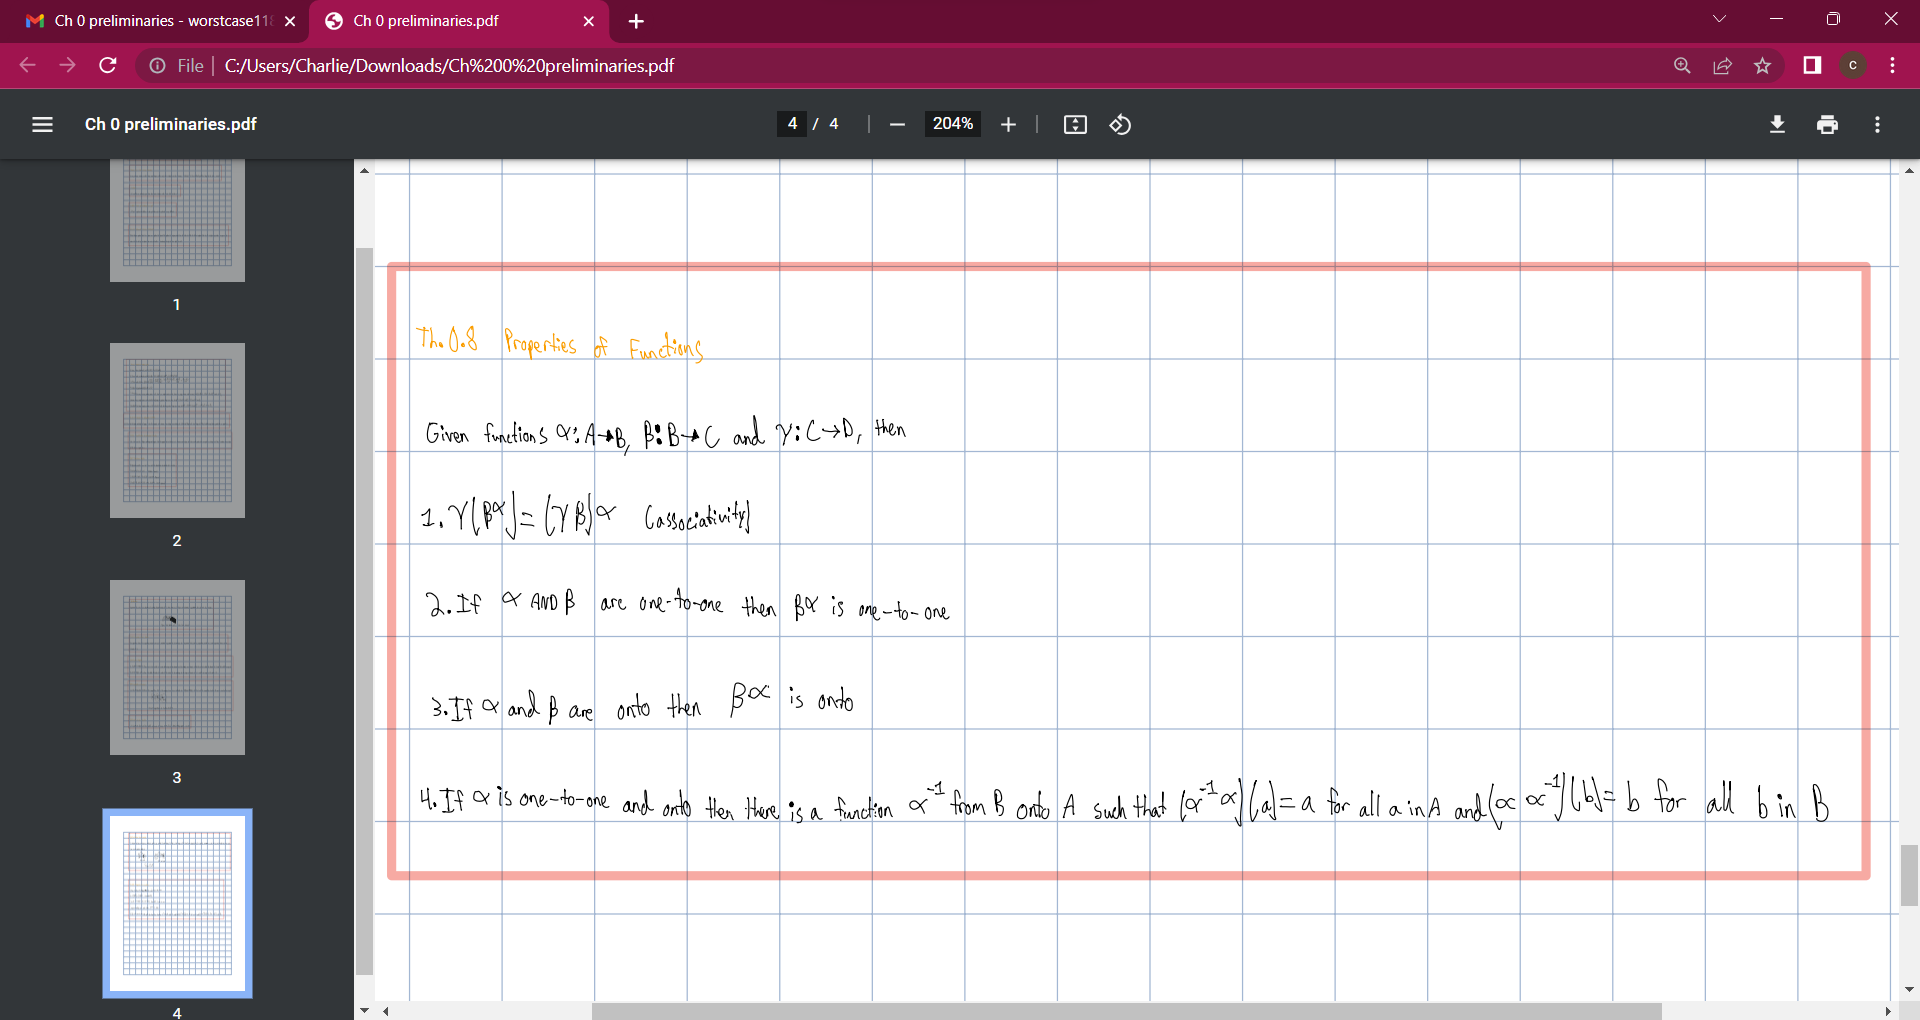 Ch 0 preliminaries - worstcase118
Ch 0 preliminaries.pdf
File | C:/Users/Charlie/Downloads/Ch%200%20preliminaries.pdf
C
Ch 0 preliminaries.pdf
4 / 4
204%
1
2
3
4
Th. 0.8 Properties of Functions
Given functions α: A→B, β: B→C and γ: C→D, then
1. γ(βα) = (γβ)α (associativity)
2. If α AND β are one-to-one then βα is one-to-one
3. If α and β are onto then βα is onto
4. If α is one-to-one and onto then there is a function α⁻¹ from B onto A such that (α⁻¹α)(a) = a for all a in A and (αα⁻¹)(b) = b for all b in B